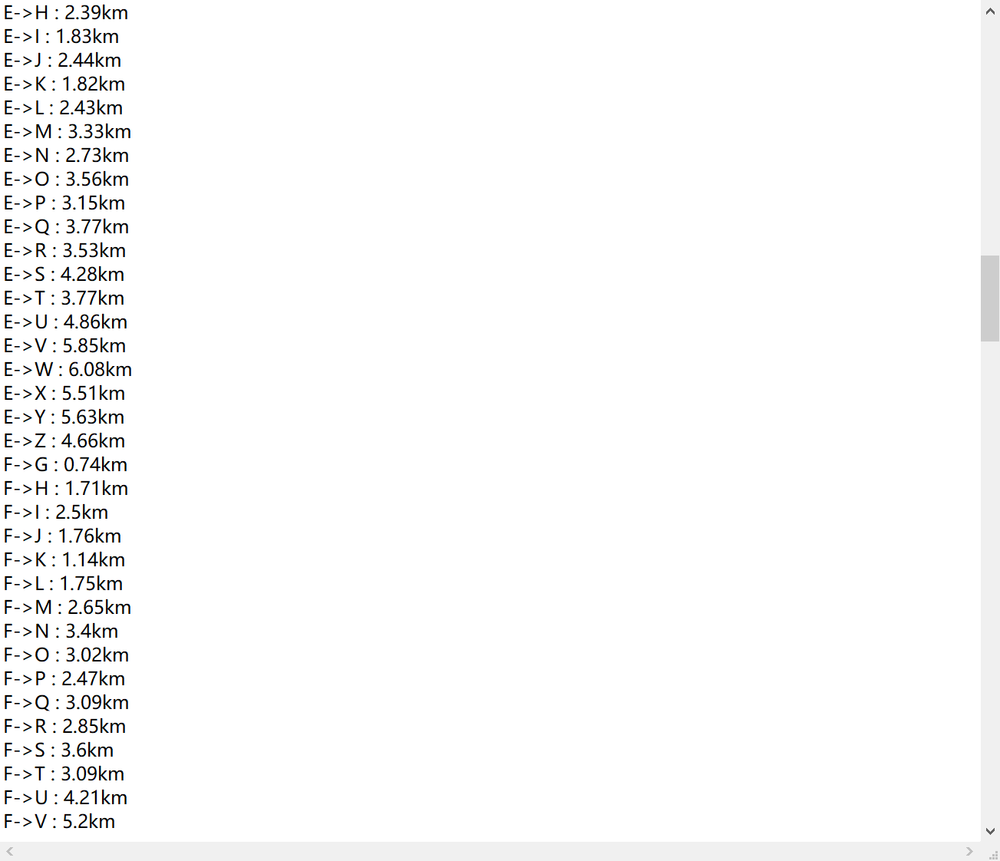 E->H : 2.39km
E->I : 1.83km
E->J : 2.44km
E->K : 1.82km
E->L : 2.43km
E->M : 3.33km
E->N : 2.73km
E->O : 3.56km
E->P : 3.15km
E->Q : 3.77km
E->R : 3.53km
E->S : 4.28km
E->T : 3.77km
E->U : 4.86km
E->V : 5.85km
E->W : 6.08km
E->X : 5.51km
E->Y : 5.63km
E->Z : 4.66km
F->G : 0.74km
F->H : 1.71km
F->I : 2.5km
F->J : 1.76km
F->K : 1.14km
F->L : 1.75km
F->M : 2.65km
F->N : 3.4km
F->O : 3.02km
F->P : 2.47km
F->Q : 3.09km
F->R : 2.85km
F->S : 3.6km
F->T : 3.09km
F->U : 4.21km
F->V : 5.2km